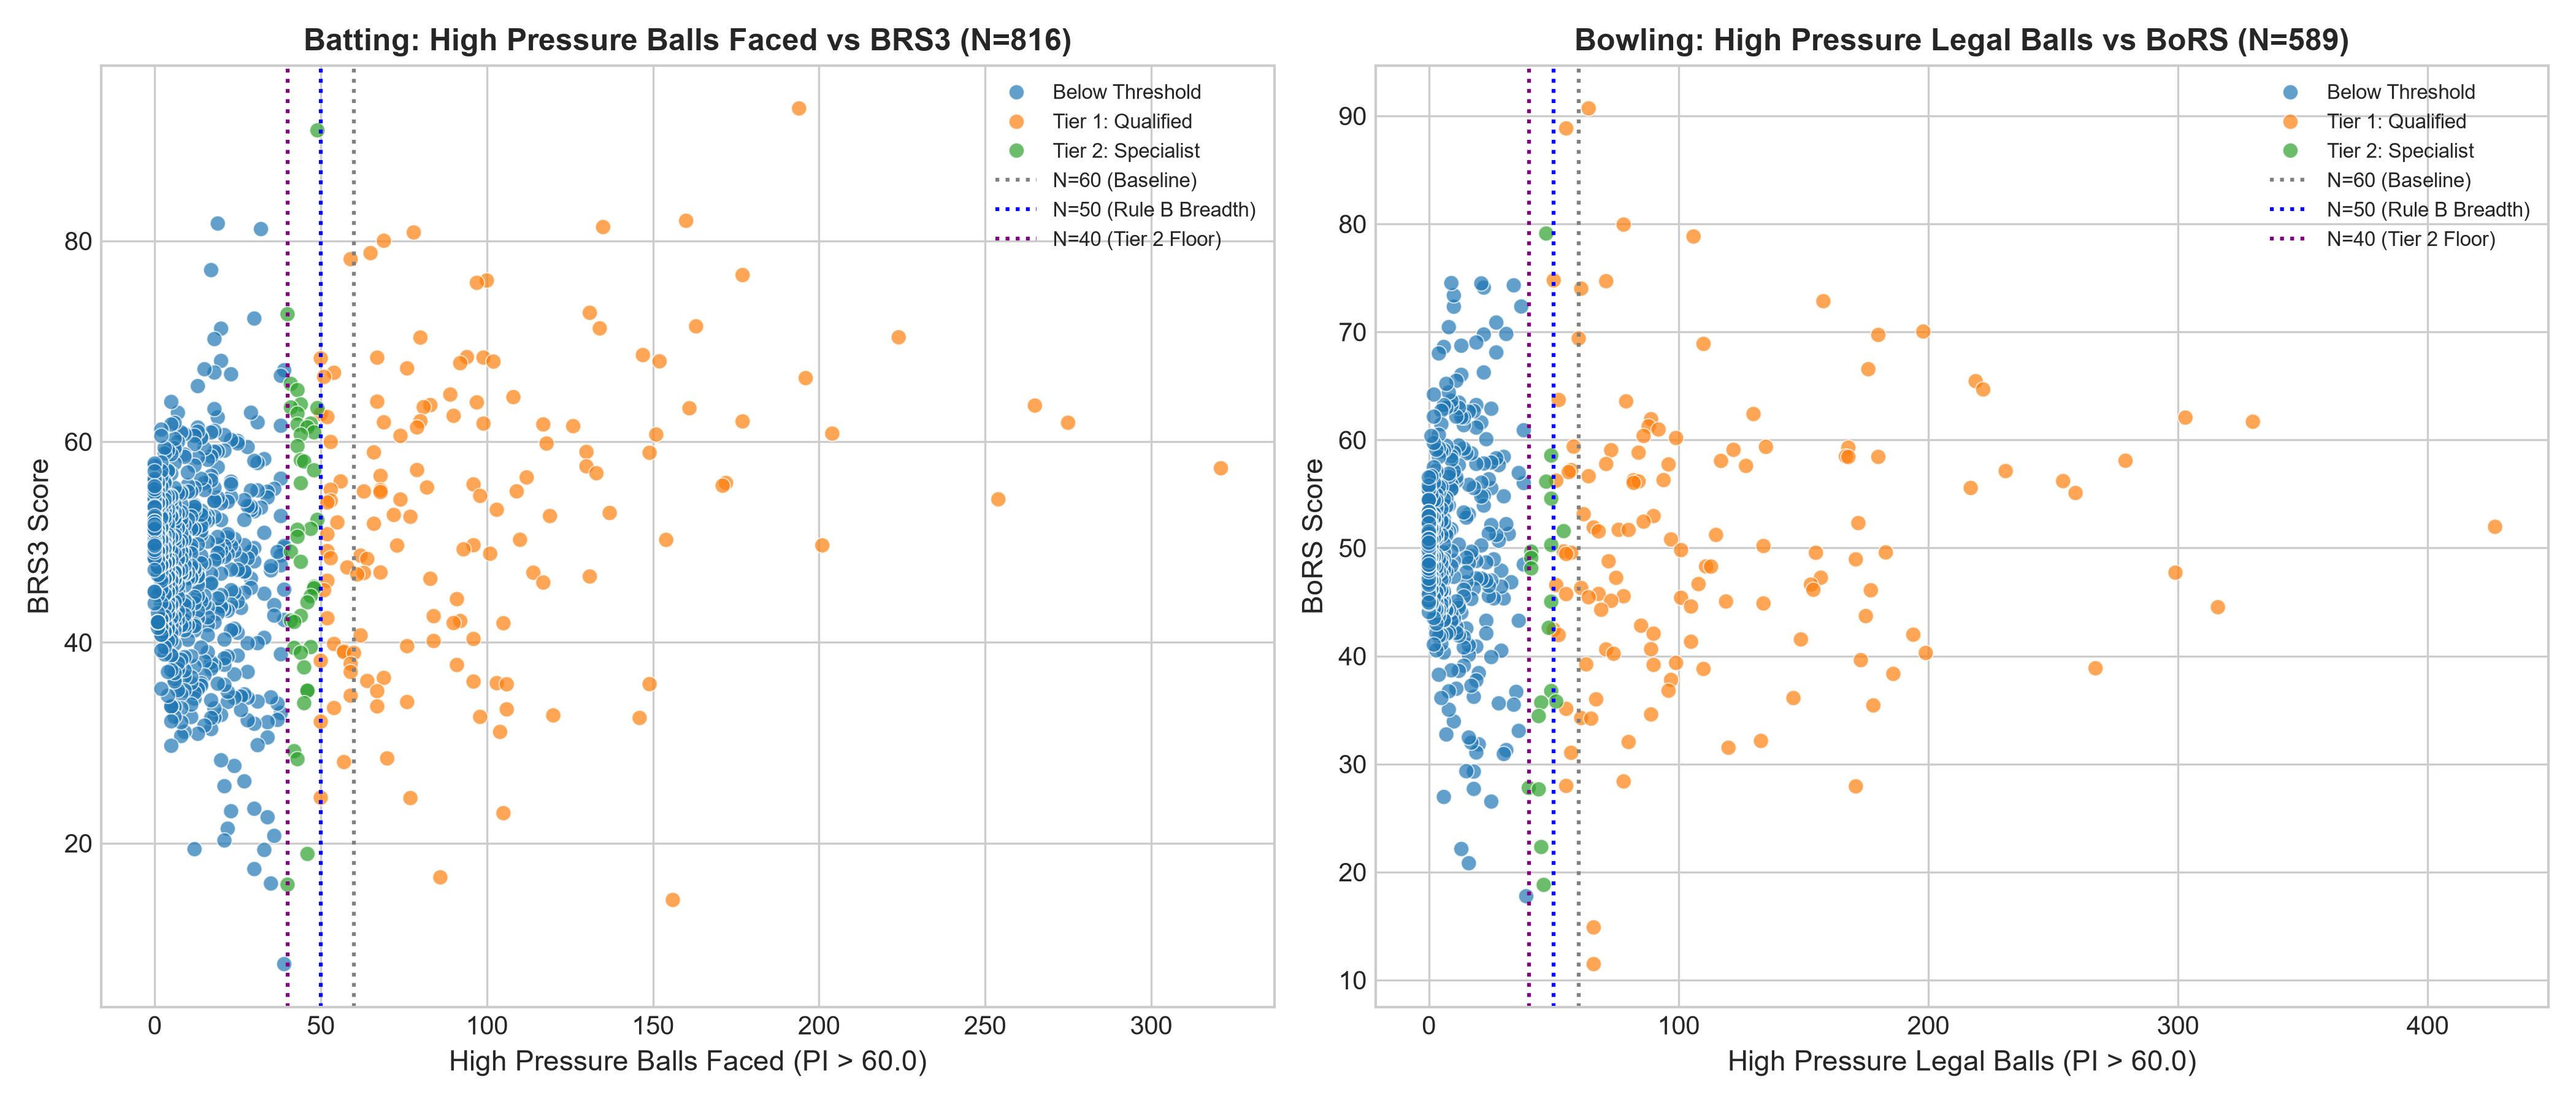 Batting: High Pressure Balls Faced vs BRS3 (N=816)
Below Threshold
Tier 1: Qualified
Tier 2: Specialist
N=60 (Baseline)
N=50 (Rule B Breadth)
N=40 (Tier 2 Floor)
80
60
40
20
BRS3 Score
0
50
100
150
200
250
300
High Pressure Balls Faced (PI > 60.0)
Bowling: High Pressure Legal Balls vs BoRS (N=589)
Below Threshold
Tier 1: Qualified
Tier 2: Specialist
N=60 (Baseline)
N=50 (Rule B Breadth)
N=40 (Tier 2 Floor)
90
80
70
60
50
40
30
20
10
BoRS Score
0
100
200
300
400
High Pressure Legal Balls (PI > 60.0)